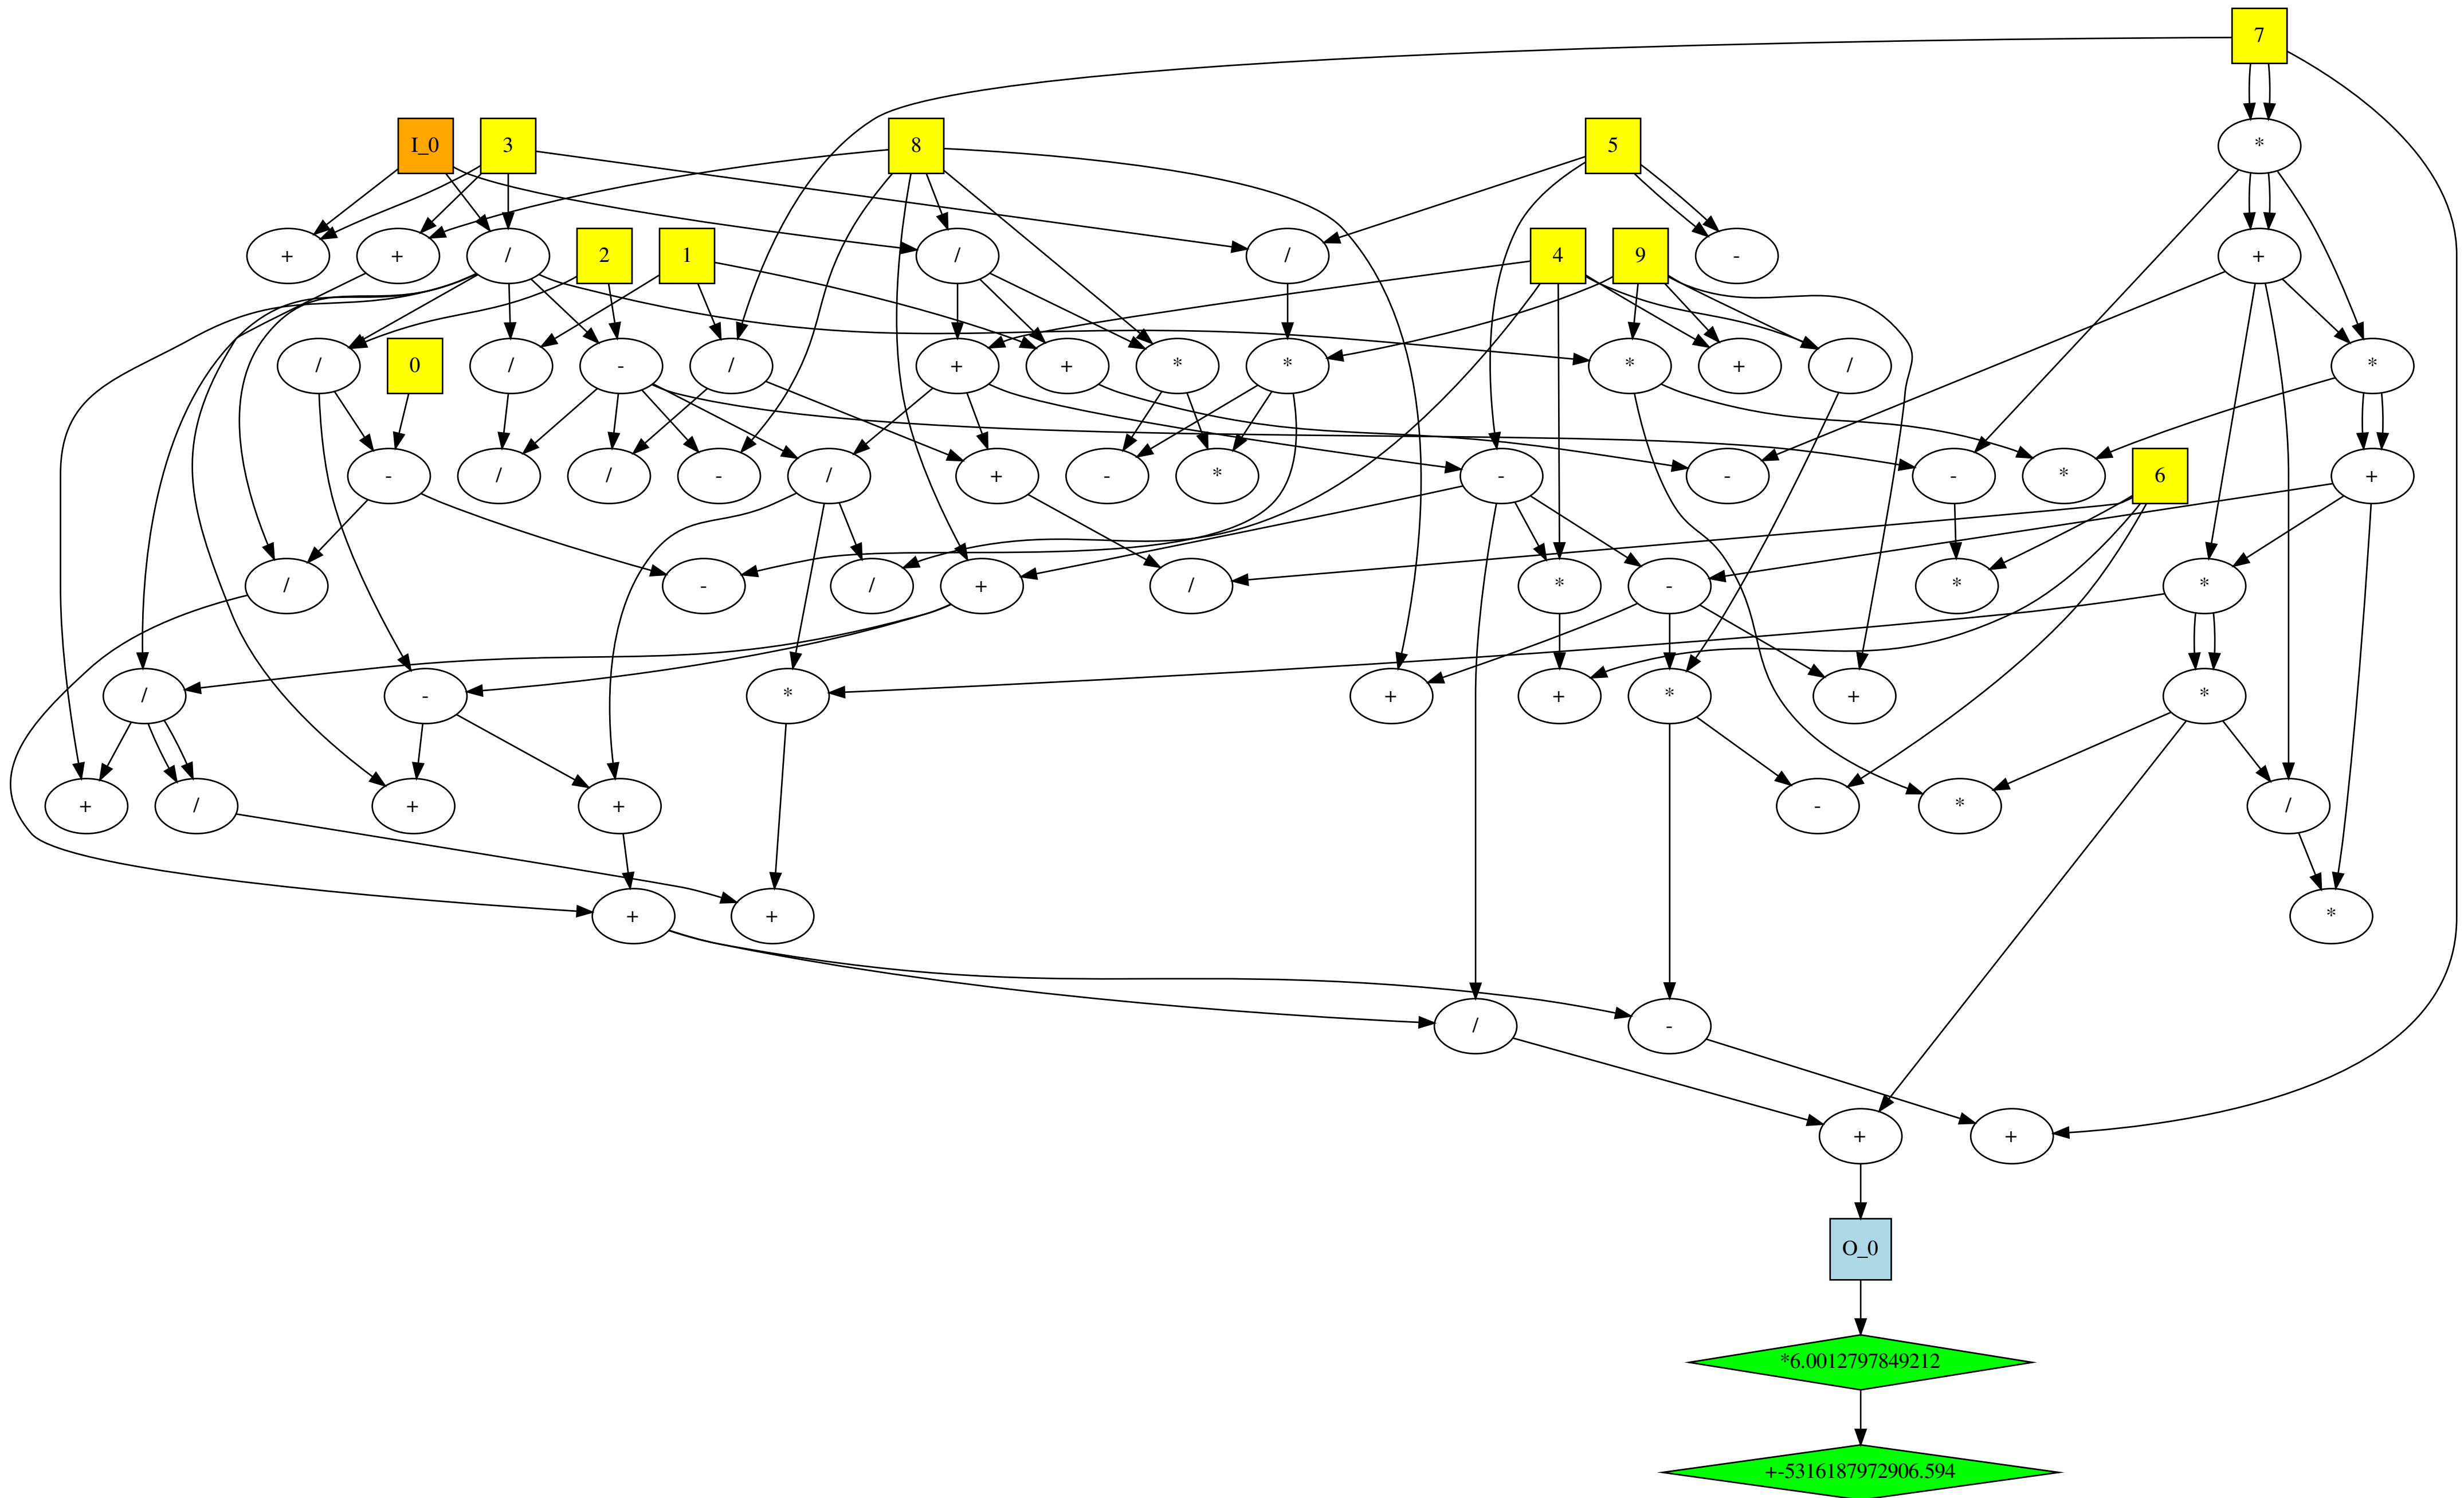 7
I_0 3 8 5 *
+ + / 2 1 / / 4 9 - +
/ 0 / - / + + * * * + / *
- / / - / + - * - - - * 6 +
/ - / + / * - * *
/ - * + + * + *
+ / + + - * /
+ + *
/ -
+ +
O_0
*6.0012797849212
+-5316187972906.594